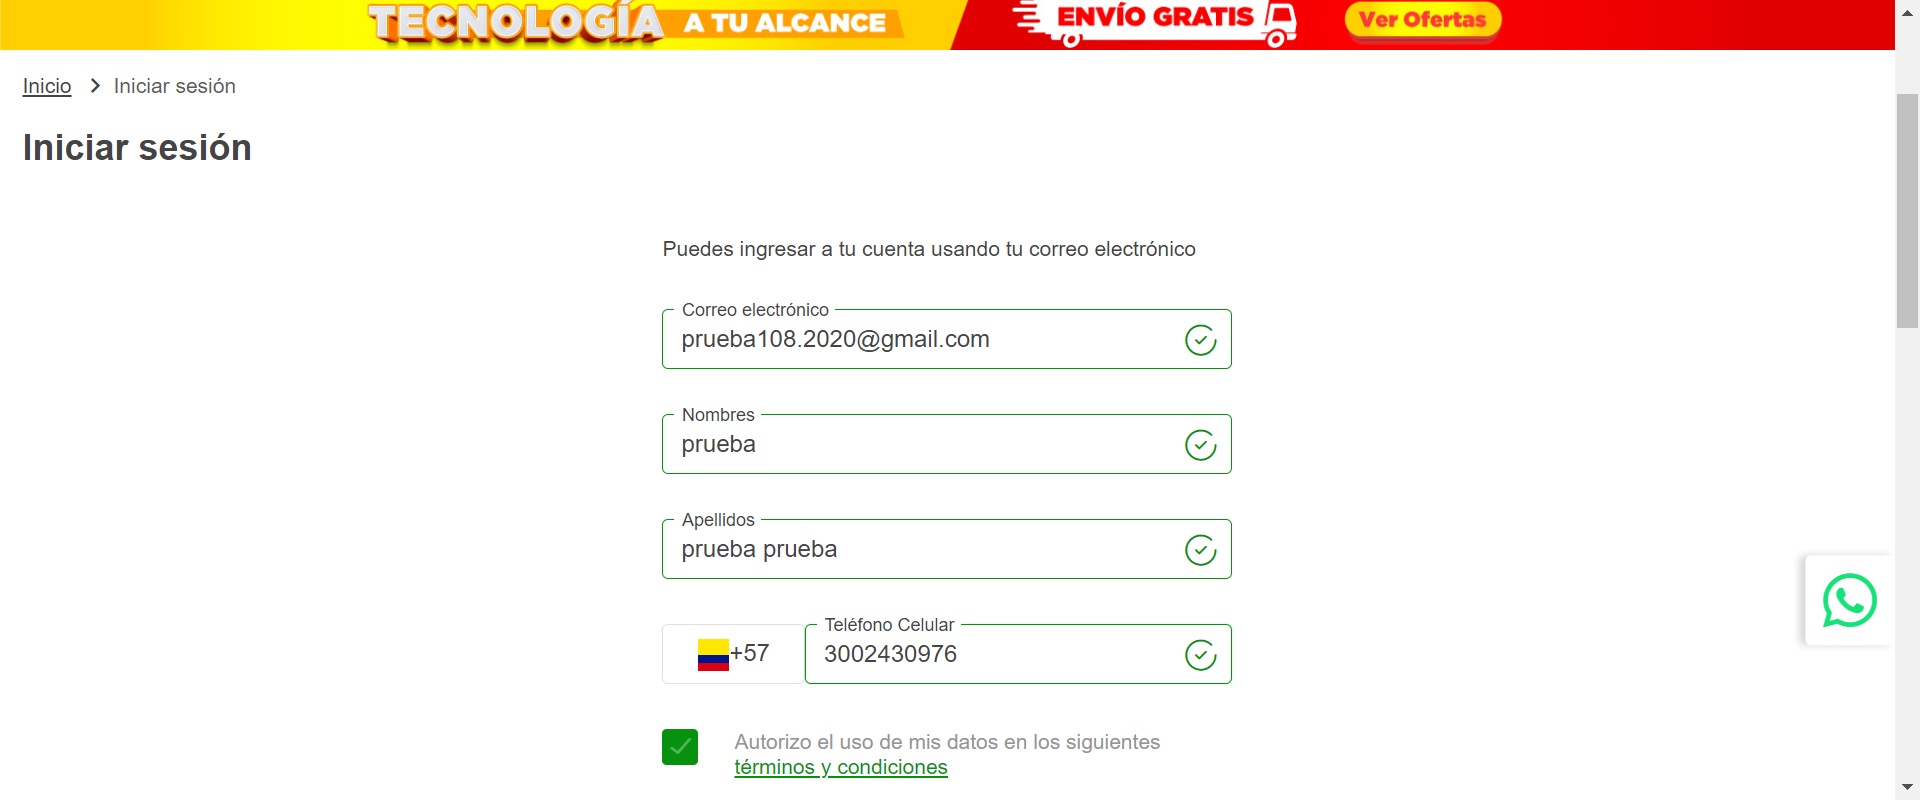 TECNOLOGÍA A TU ALCANCE ENVÍO GRATIS Ver Ofertas
Inicio > Iniciar sesión
Iniciar sesión
Puedes ingresar a tu cuenta usando tu correo electrónico
Correo electrónico
prueba108.2020@gmail.com
Nombres
prueba
Apellidos
prueba prueba
Teléfono Celular
+57 3002430976
Autorizo el uso de mis datos en los siguientes
términos y condiciones